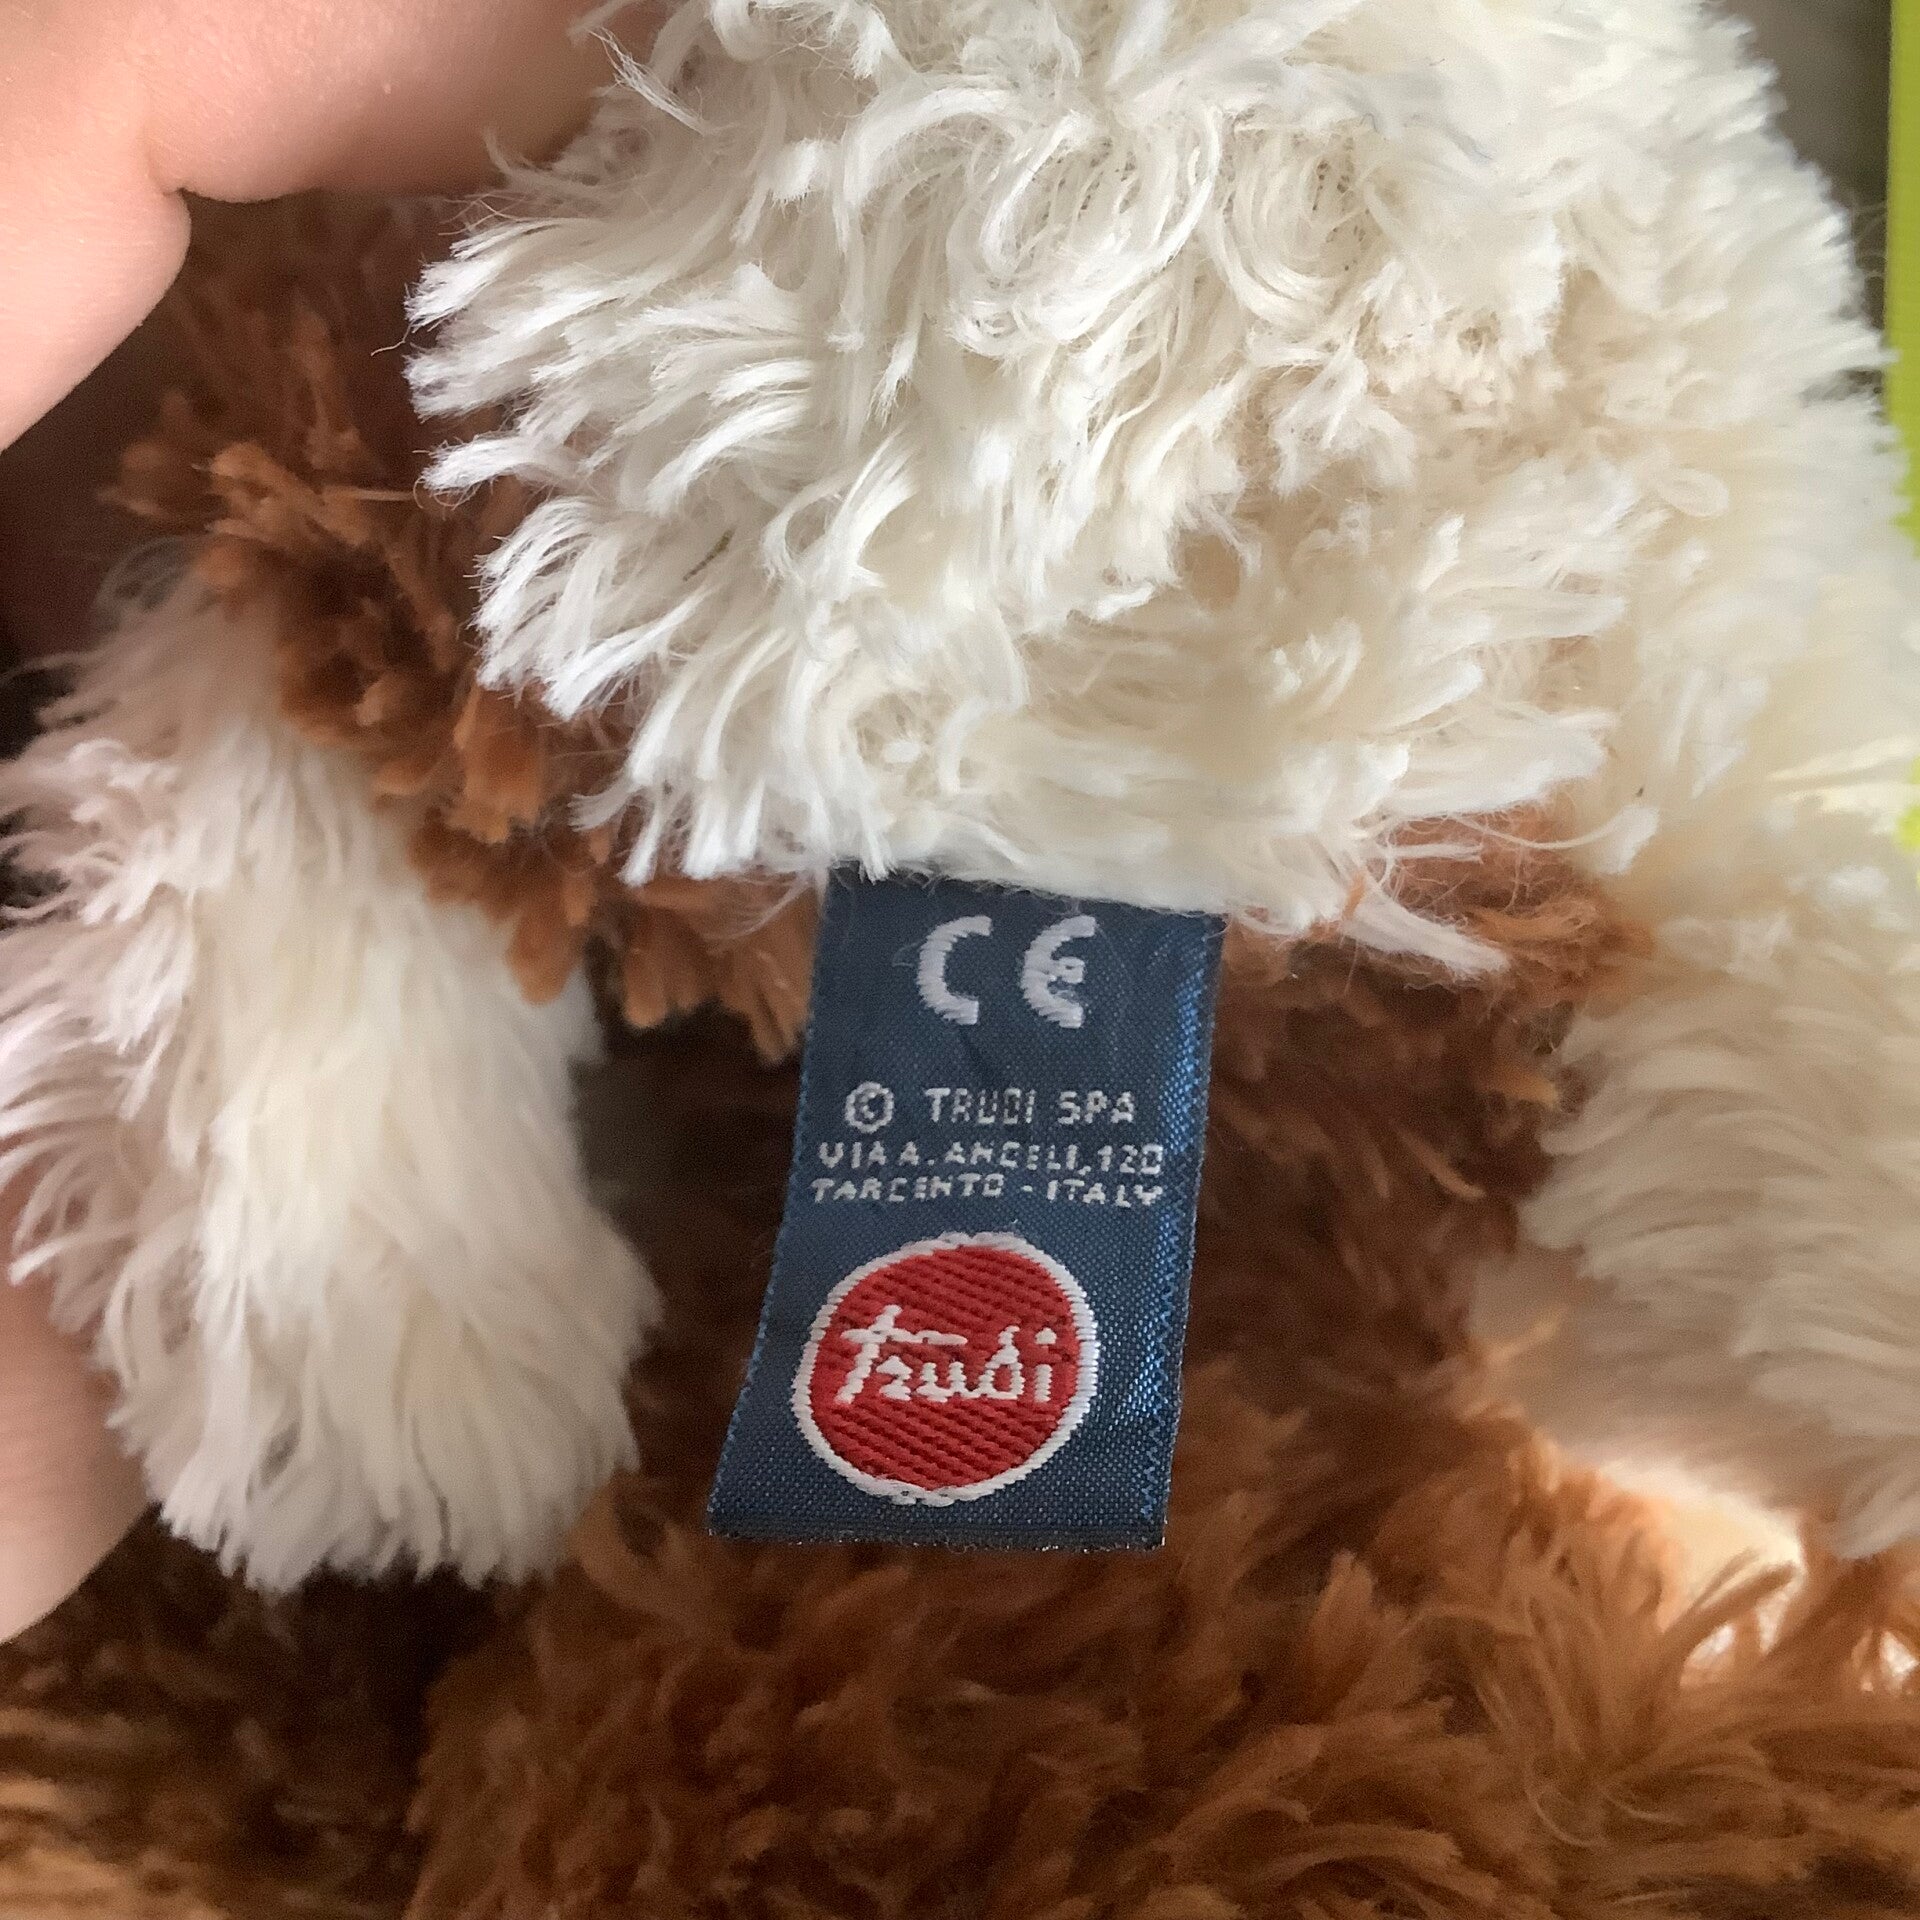 CE
© TRUDI SPA
VIA A. ANGELI, 120
TARCENTO - ITALY
trudi